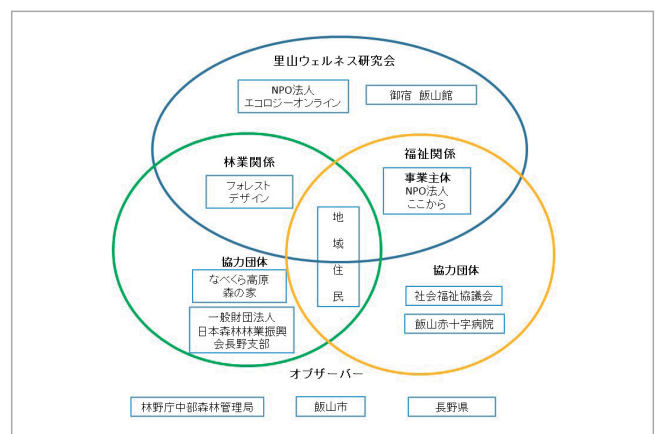 里山ウェルネス研究会
NPO法人
エコロジーオンライン
御宿 飯山館
林業関係
福祉関係
フォレスト
デザイン
事業主体
NPO法人
ここから
地
域
住
民
協力団体
なべくら高原
森の家
一般財団法人
日本森林林業振興
会長野支部
協力団体
社会福祉協議会
飯山赤十字病院
オブザーバー
林野庁中部森林管理局
飯山市
長野県